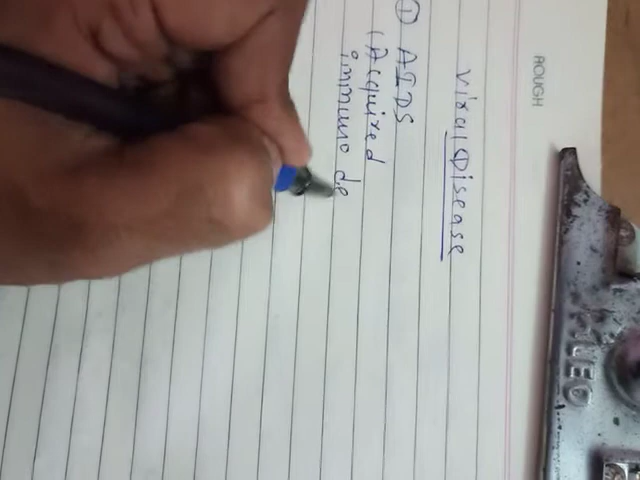 ROUGH
Viral Disease
① AIDS
(Acquired
immuno de